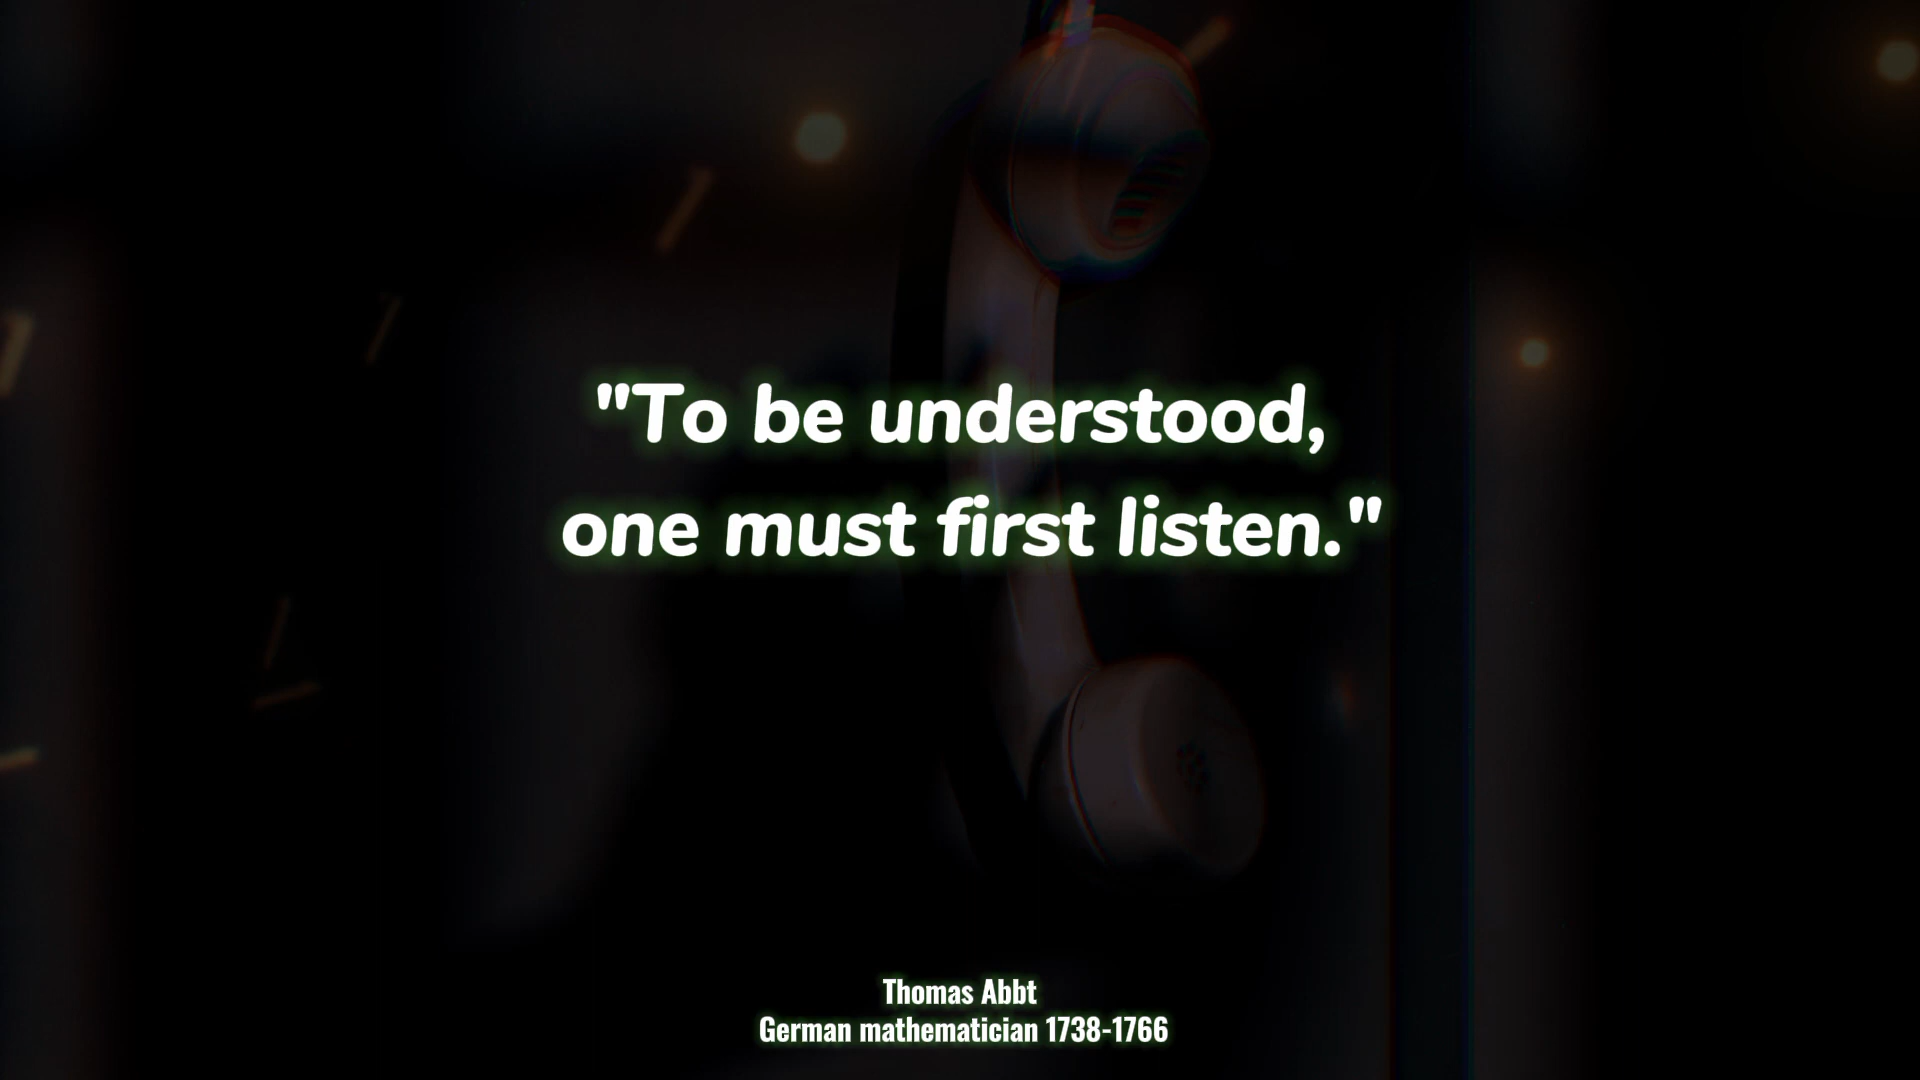 "To be understood,
one must first listen."
Thomas Abbt
German mathematician 1738-1766